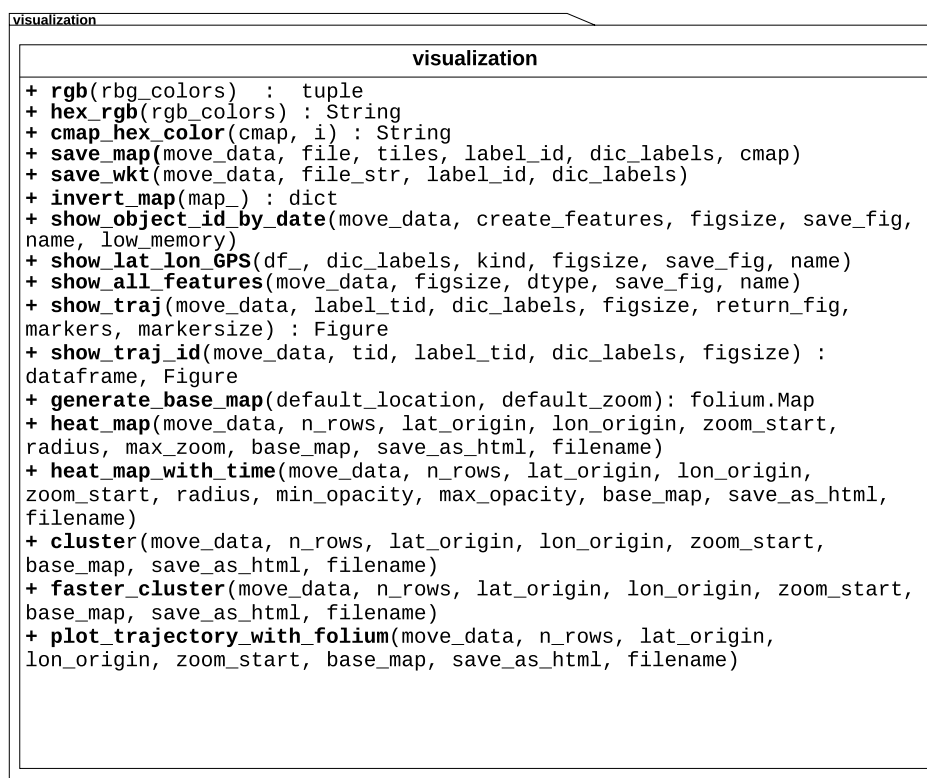 visualization
visualization
+ rgb(rbg_colors)  :  tuple
+ hex_rgb(rgb_colors) : String
+ cmap_hex_color(cmap, i) : String
+ save_map(move_data, file, tiles, label_id, dic_labels, cmap)
+ save_wkt(move_data, file_str, label_id, dic_labels)
+ invert_map(map_) : dict
+ show_object_id_by_date(move_data, create_features, figsize, save_fig,
name, low_memory)
+ show_lat_lon_GPS(df_, dic_labels, kind, figsize, save_fig, name)
+ show_all_features(move_data, figsize, dtype, save_fig, name)
+ show_traj(move_data, label_tid, dic_labels, figsize, return_fig,
markers, markersize) : Figure
+ show_traj_id(move_data, tid, label_tid, dic_labels, figsize) :
dataframe, Figure
+ generate_base_map(default_location, default_zoom): folium.Map
+ heat_map(move_data, n_rows, lat_origin, lon_origin, zoom_start,
radius, max_zoom, base_map, save_as_html, filename)
+ heat_map_with_time(move_data, n_rows, lat_origin, lon_origin,
zoom_start, radius, min_opacity, max_opacity, base_map, save_as_html,
filename)
+ cluster(move_data, n_rows, lat_origin, lon_origin, zoom_start,
base_map, save_as_html, filename)
+ faster_cluster(move_data, n_rows, lat_origin, lon_origin, zoom_start,
base_map, save_as_html, filename)
+ plot_trajectory_with_folium(move_data, n_rows, lat_origin,
lon_origin, zoom_start, base_map, save_as_html, filename)